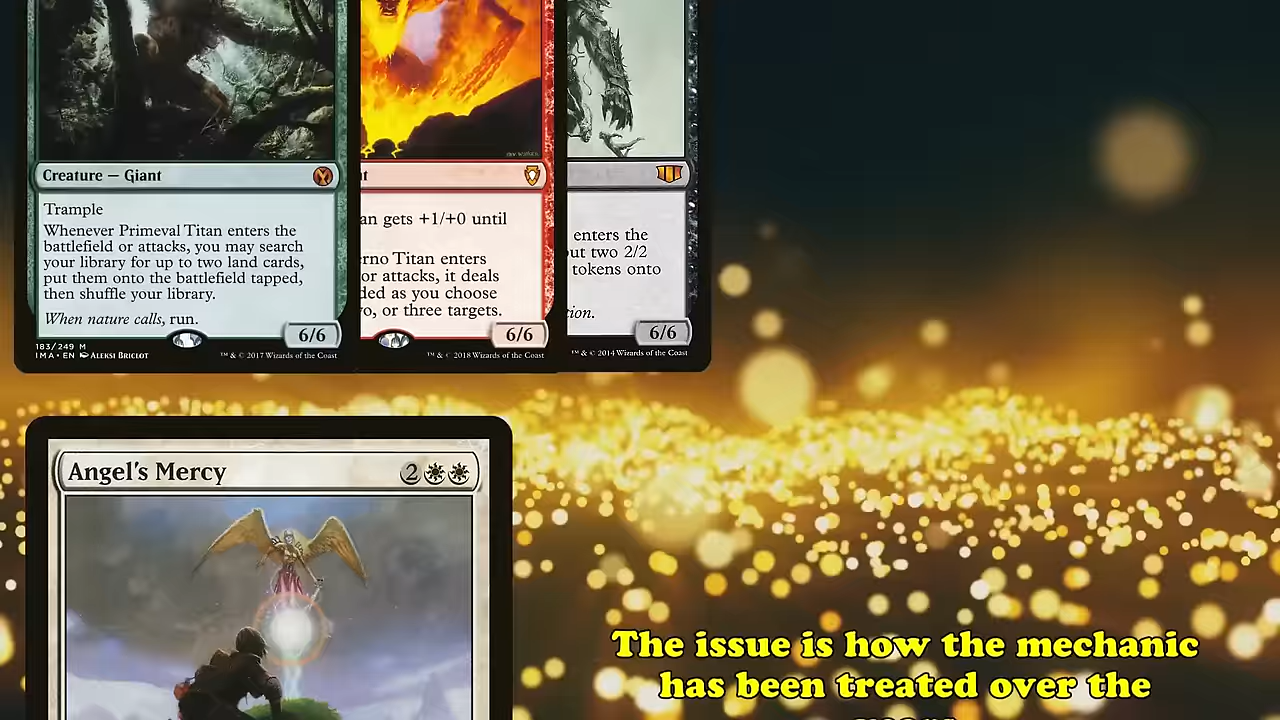 Creature — Giant
Trample
Whenever Primeval Titan enters the
battlefield or attacks, you may search
your library for up to two land cards,
put them onto the battlefield tapped,
then shuffle your library.
When nature calls, run.
6/6
183/249 M
IMA • EN ALEKSI BRICLOT
™ & © 2017 Wizards of the Coast
an gets +1/+0 until
rno Titan enters
or attacks, it deals
ded as you choose
o, or three targets.
6/6
™ & © 2018 Wizards of the Coast
enters the
ut two 2/2
tokens onto
tion.
6/6
™ & © 2014 Wizards of the Coast
Angel's Mercy
2
The issue is how the mechanic
has been treated over the